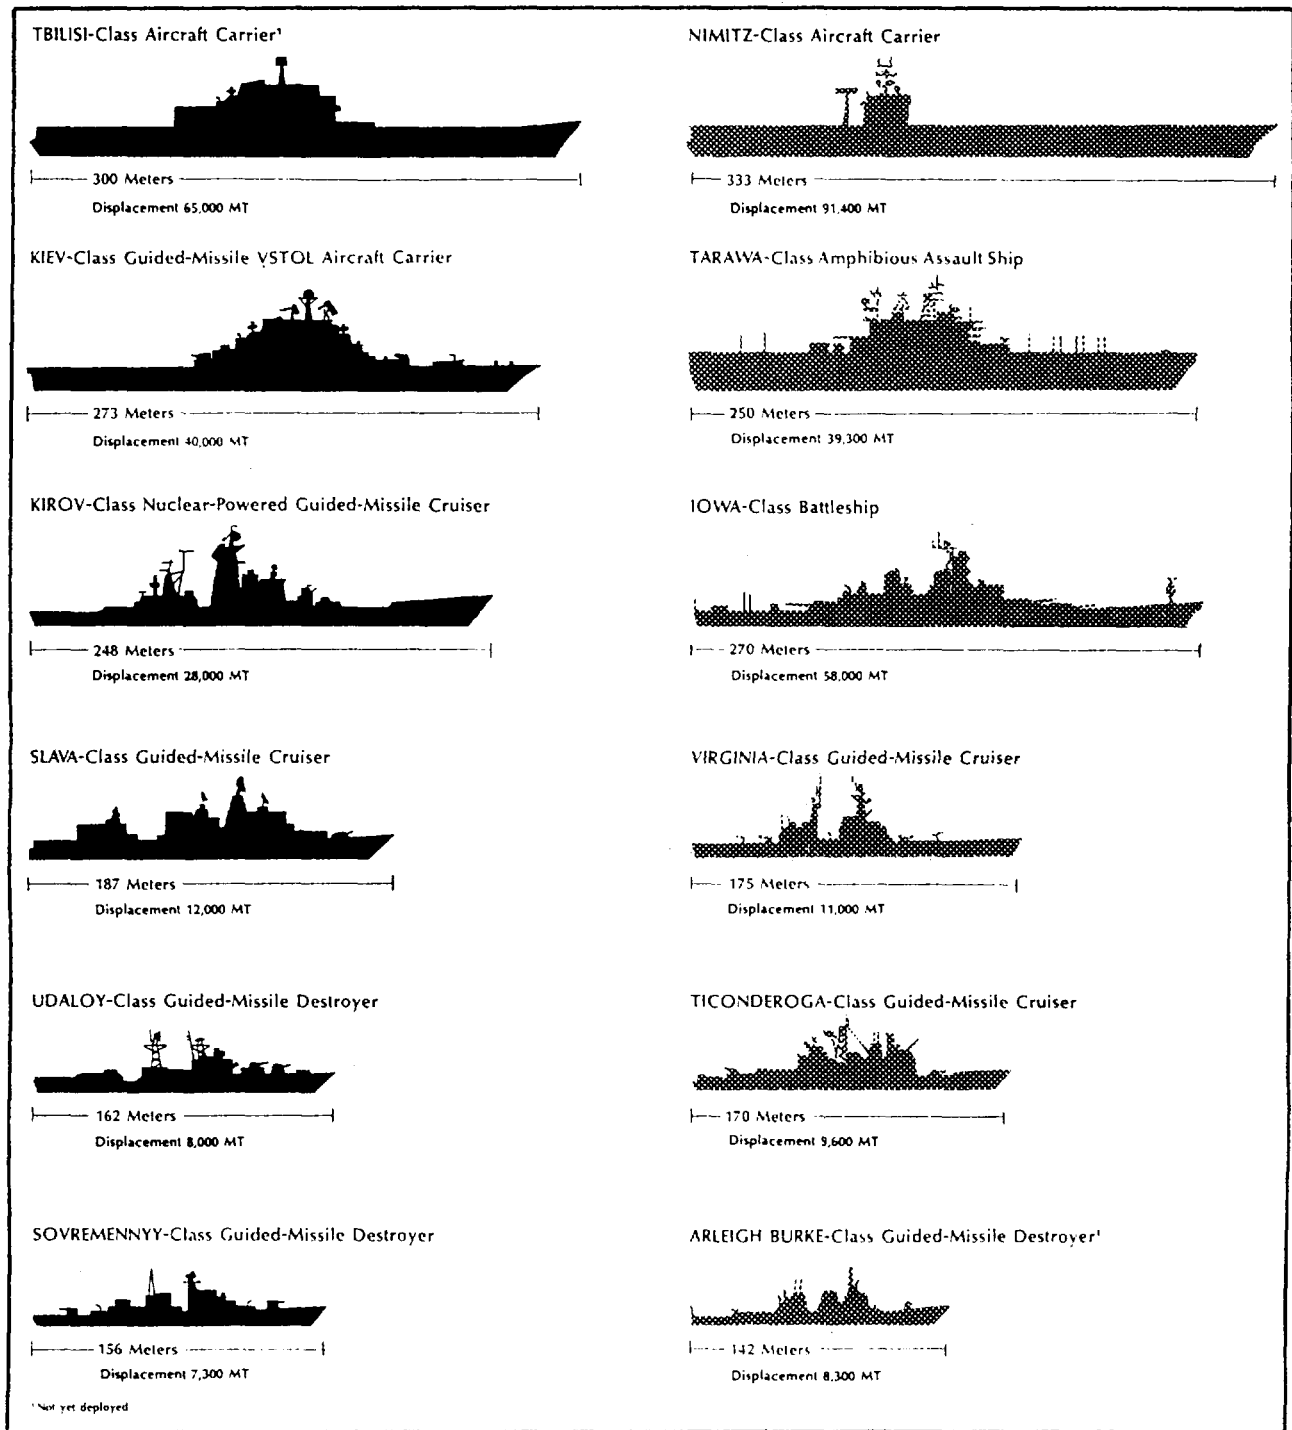 TBILISI-Class Aircraft Carrier¹
300 Meters
Displacement 65,000 MT
NIMITZ-Class Aircraft Carrier
333 Meters
Displacement 91,400 MT
KIEV-Class Guided-Missile VSTOL Aircraft Carrier
273 Meters
Displacement 40,000 MT
TARAWA-Class Amphibious Assault Ship
250 Meters
Displacement 39,300 MT
KIROV-Class Nuclear-Powered Guided-Missile Cruiser
248 Meters
Displacement 28,000 MT
IOWA-Class Battleship
270 Meters
Displacement 58,000 MT
SLAVA-Class Guided-Missile Cruiser
187 Meters
Displacement 12,000 MT
VIRGINIA-Class Guided-Missile Cruiser
175 Meters
Displacement 11,000 MT
UDALOY-Class Guided-Missile Destroyer
162 Meters
Displacement 8,000 MT
TICONDEROGA-Class Guided-Missile Cruiser
170 Meters
Displacement 9,600 MT
SOVREMENNYY-Class Guided-Missile Destroyer
156 Meters
Displacement 7,300 MT
ARLEIGH BURKE-Class Guided-Missile Destroyer¹
142 Meters
Displacement 8,300 MT
¹ Not yet deployed